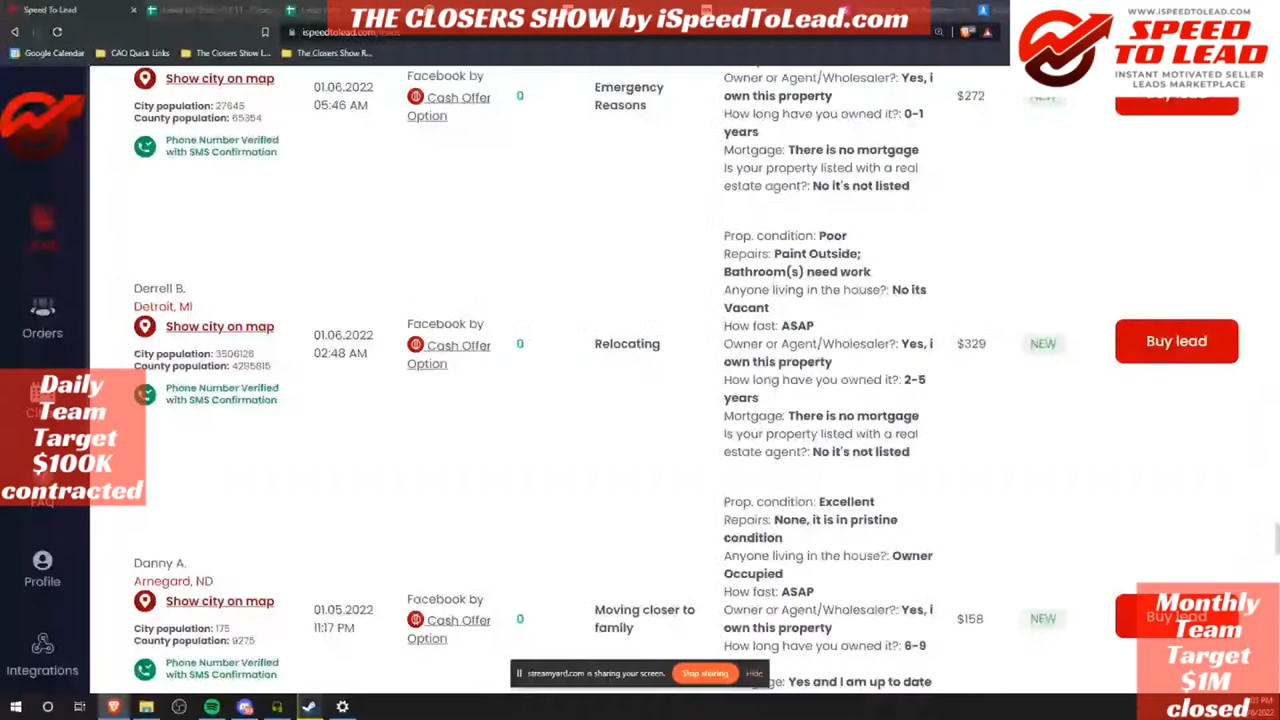 Speed To Lead
THE CLOSERS SHOW by iSpeedToLead.com
ispeedtolead.com
WWW.ISPEEDTOLEAD.COM
SPEED
TO LEAD
INSTANT MOTIVATED SELLER
LEADS MARKETPLACE
Google Calendar
CAO Quick Links
The Closers Show I...
The Closers Show R...
Show city on map
City population: 27645
County population: 65354
Phone Number Verified
with SMS Confirmation
01.06.2022
05:46 AM
Facebook by
Cash Offer
Option
0
Emergency
Reasons
Owner or Agent/Wholesaler?: Yes, i
own this property
How long have you owned it?: 0-1
years
Mortgage: There is no mortgage
Is your property listed with a real
estate agent?: No it's not listed
$272
NEW
Buy lead
Derrell B.
Detroit, MI
Show city on map
City population: 3506126
County population: 4295615
Phone Number Verified
with SMS Confirmation
01.06.2022
02:48 AM
Facebook by
Cash Offer
Option
0
Relocating
Prop. condition: Poor
Repairs: Paint Outside;
Bathroom(s) need work
Anyone living in the house?: No its
Vacant
How fast: ASAP
Owner or Agent/Wholesaler?: Yes, i
own this property
How long have you owned it?: 2-5
years
Mortgage: There is no mortgage
Is your property listed with a real
estate agent?: No it's not listed
$329
NEW
Buy lead
Danny A.
Arnegard, ND
Show city on map
City population: 175
County population: 9275
Phone Number Verified
with SMS Confirmation
01.05.2022
11:17 PM
Facebook by
Cash Offer
Option
0
Moving closer to
family
Prop. condition: Excellent
Repairs: None, it is in pristine
condition
Anyone living in the house?: Owner
Occupied
How fast: ASAP
Owner or Agent/Wholesaler?: Yes, i
own this property
How long have you owned it?: 6-9
Yes and I am up to date
$158
NEW
Buy lead
Orders
FAQ
Profile
Integrations
Daily
Team
Target
$100K
contracted
Monthly
Team
Target
$1M
closed
streamyard.com is sharing your screen.
Stop sharing
Hide